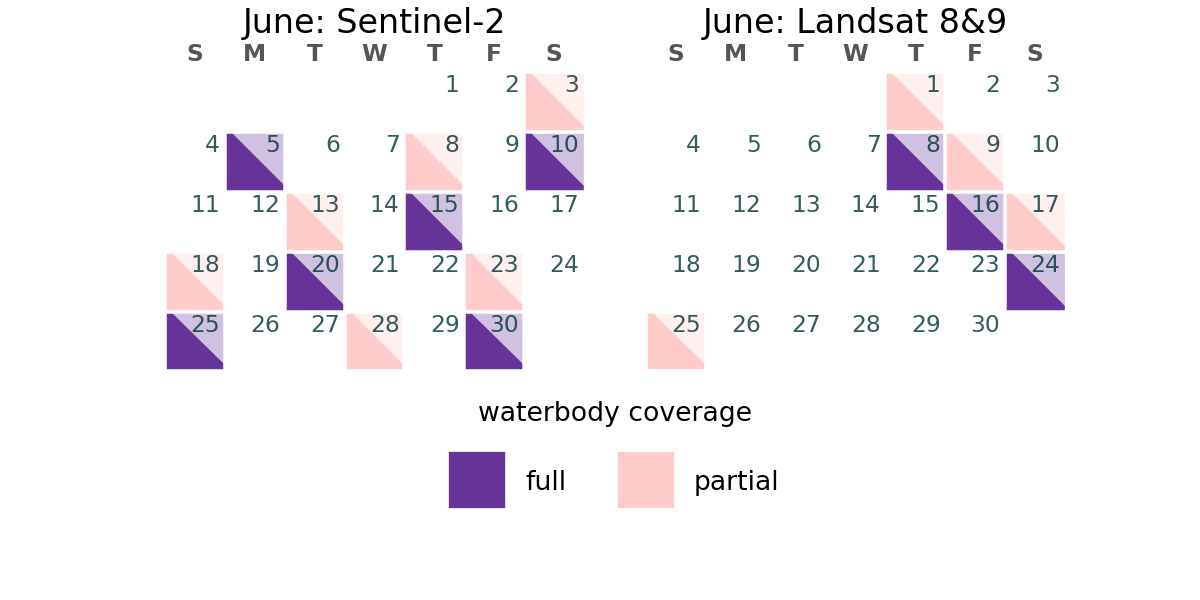 June: Sentinel-2
S M T W T F S
1 2 3
4 5 6 7 8 9 10
11 12 13 14 15 16 17
18 19 20 21 22 23 24
25 26 27 28 29 30
June: Landsat 8&9
S M T W T F S
1 2 3
4 5 6 7 8 9 10
11 12 13 14 15 16 17
18 19 20 21 22 23 24
25 26 27 28 29 30
waterbody coverage
full partial